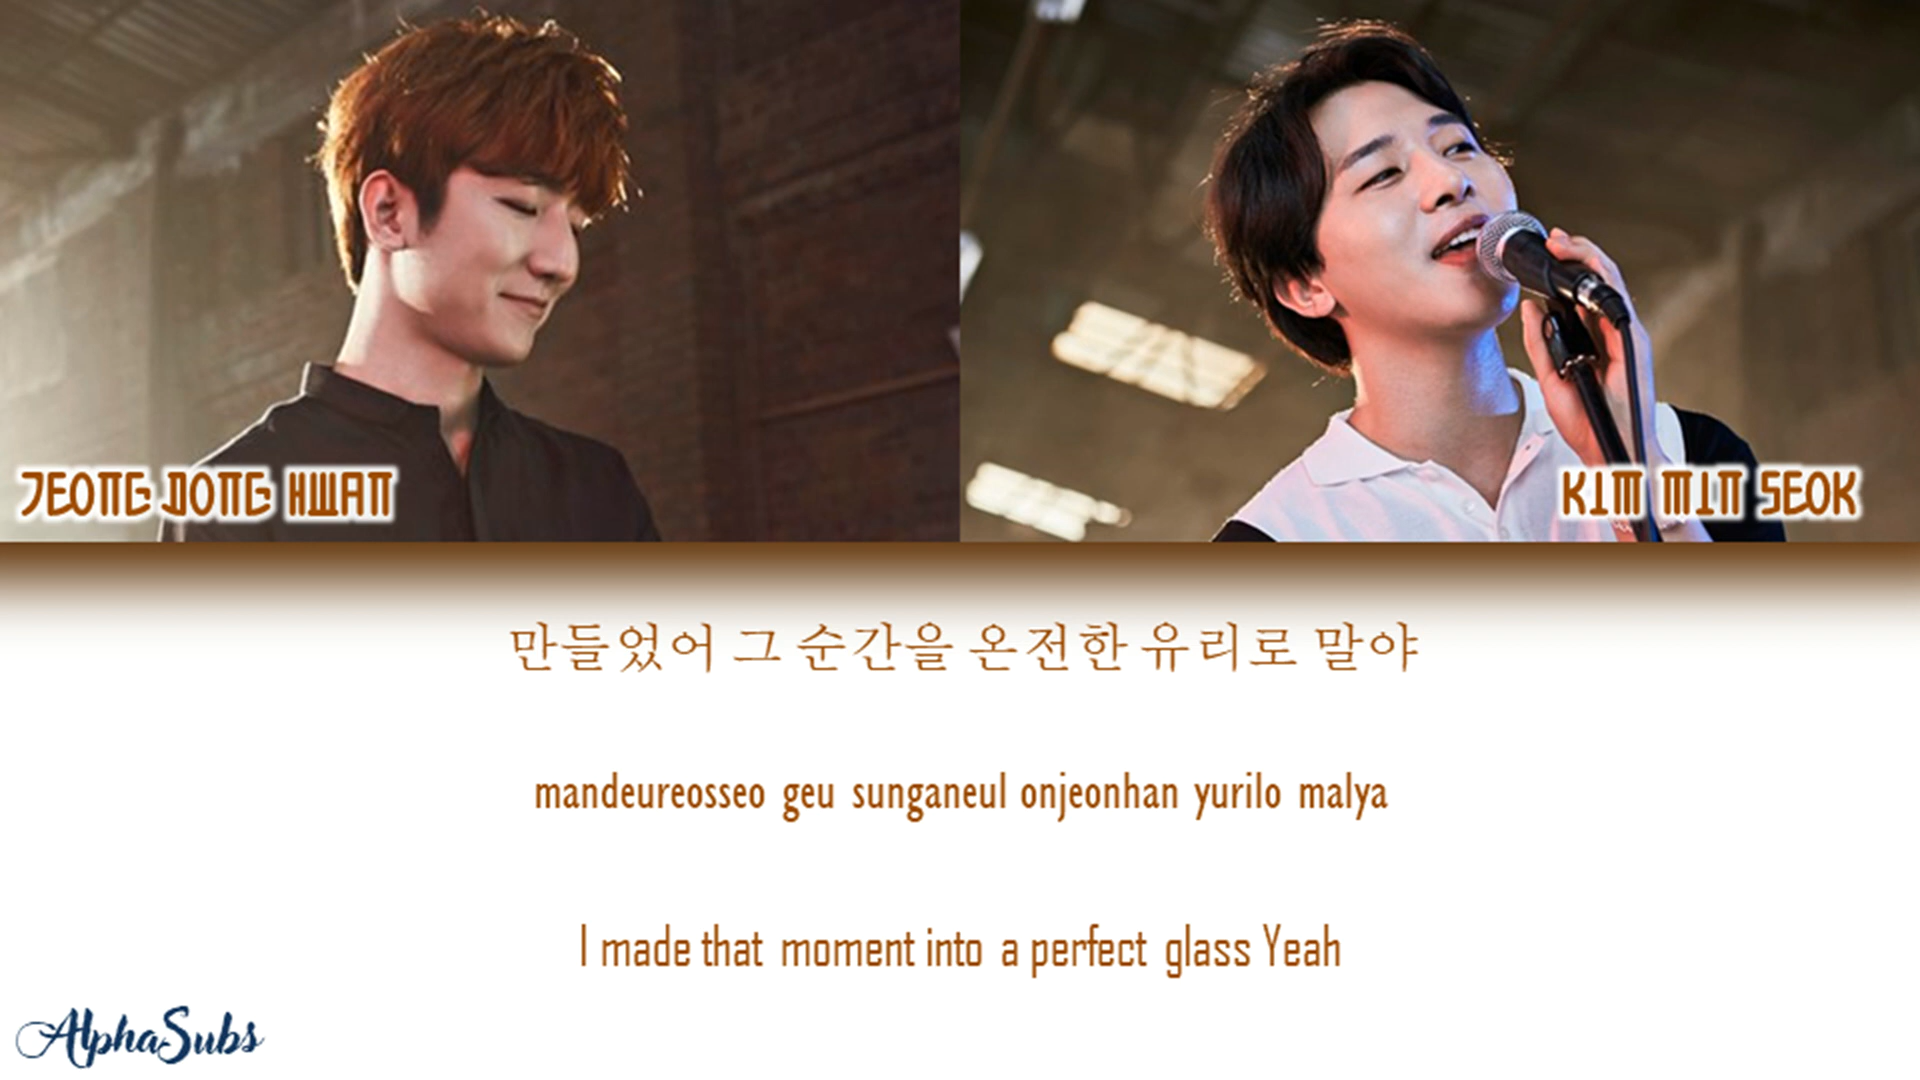 JEONG DONG HWAN
KIM MIN SEOK
만들었어 그 순간을 온전한 유리로 말야
mandeureosseo geu sunganeul onjeonhan yurilo malya
I made that moment into a perfect glass Yeah
AlphaSubs